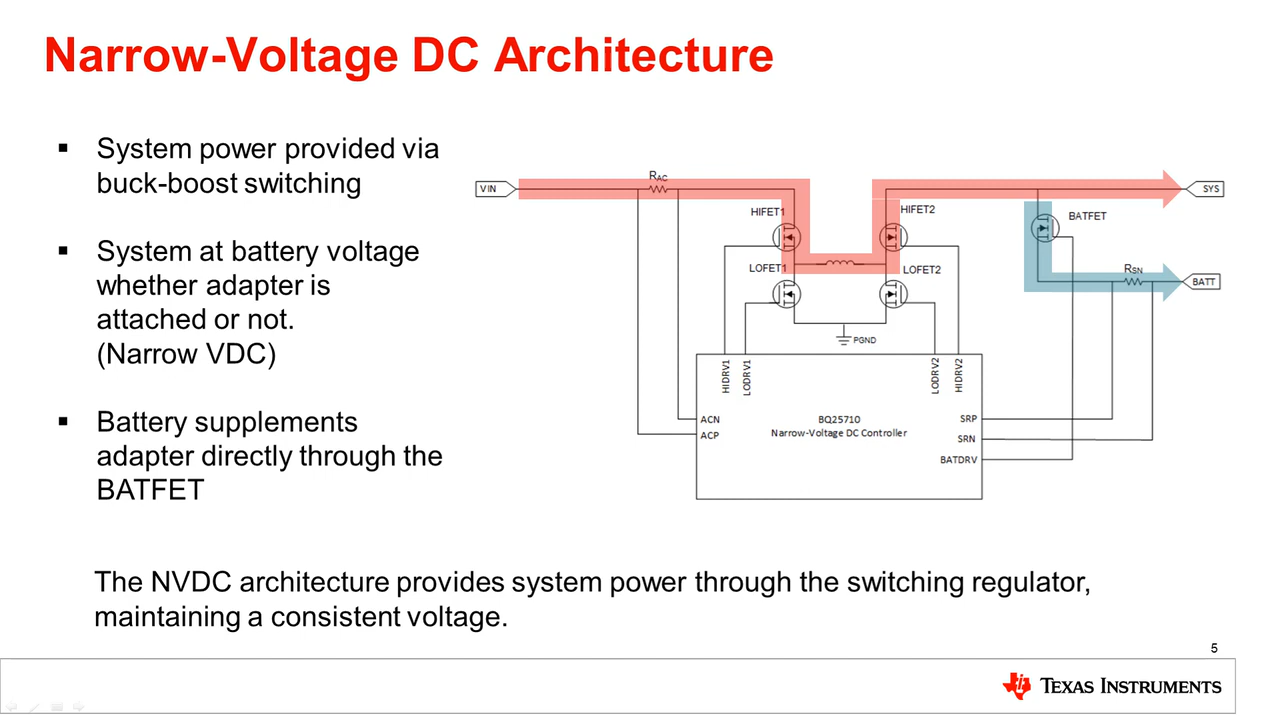 Narrow-Voltage DC Architecture
▪ System power provided via
buck-boost switching
▪ System at battery voltage
whether adapter is
attached or not.
(Narrow VDC)
▪ Battery supplements
adapter directly through the
BATFET
VIN
RAC
SYS
HIFET1
HIFET2
BATFET
LOFET1
LOFET2
RSN
BATT
PGND
HIDRV1
LODRV1
LODRV2
HIDRV2
ACN
ACP
BQ25710
Narrow-Voltage DC Controller
SRP
SRN
BATDRV
The NVDC architecture provides system power through the switching regulator,
maintaining a consistent voltage.
5
TEXAS INSTRUMENTS